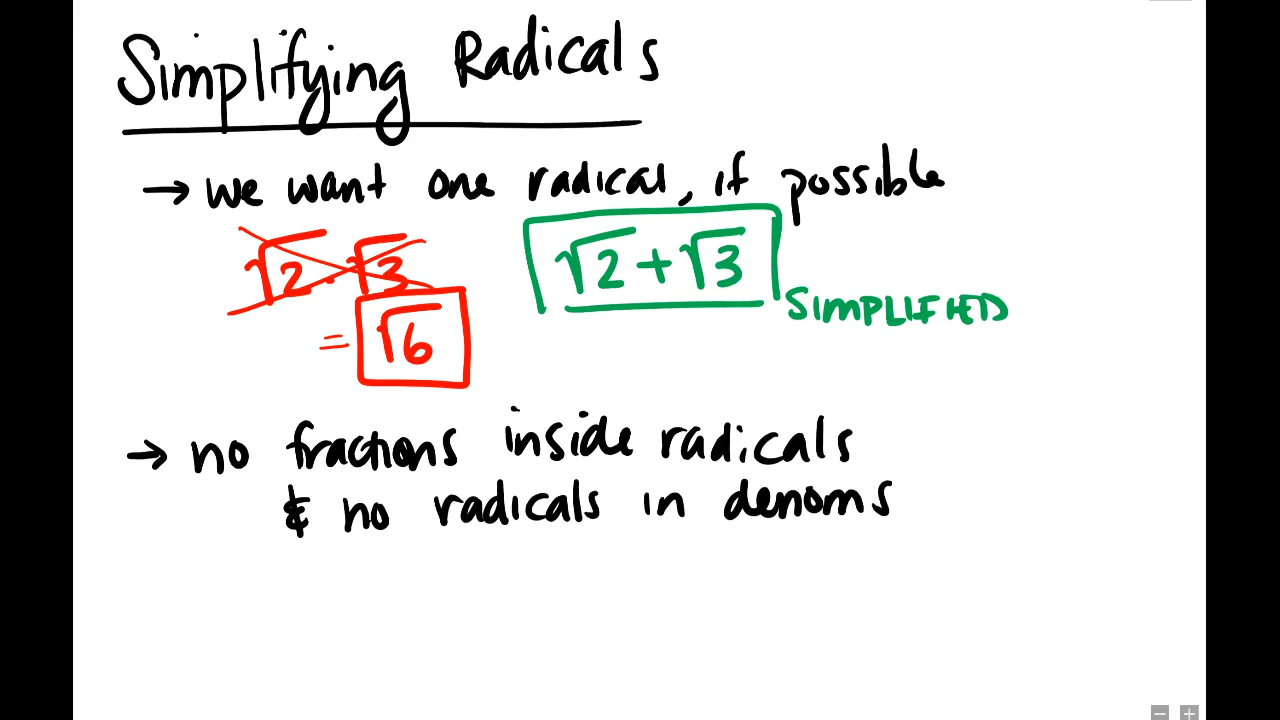 Simplifying Radicals
→ we want one radical, if possible
√2 · √3
= √6
√2 + √3
SIMPLIFIED
→ no fractions inside radicals
& no radicals in denoms